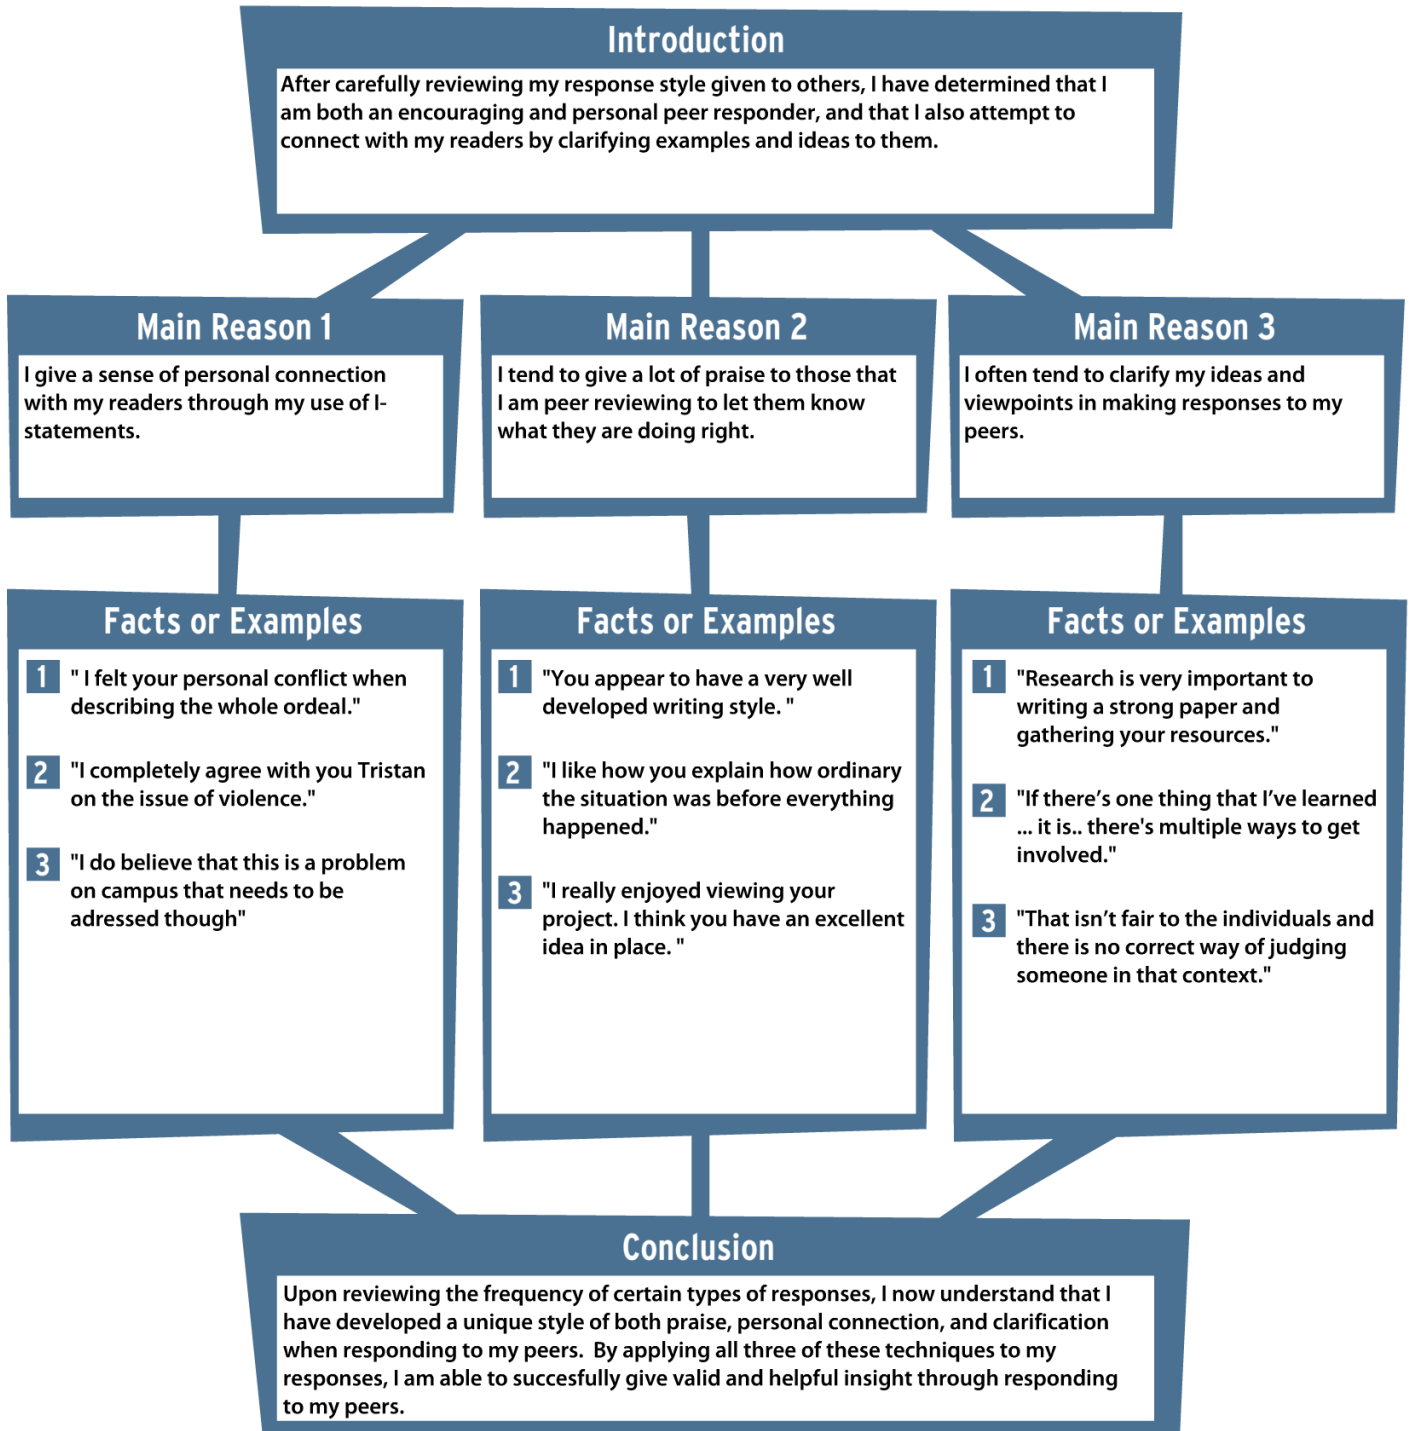 Introduction
After carefully reviewing my response style given to others, I have determined that I
am both an encouraging and personal peer responder, and that I also attempt to
connect with my readers by clarifying examples and ideas to them.
Main Reason 1
I give a sense of personal connection
with my readers through my use of I-
statements.
Main Reason 2
I tend to give a lot of praise to those that
I am peer reviewing to let them know
what they are doing right.
Main Reason 3
I often tend to clarify my ideas and
viewpoints in making responses to my
peers.
Facts or Examples
1 " I felt your personal conflict when
describing the whole ordeal."
2 "I completely agree with you Tristan
on the issue of violence."
3 "I do believe that this is a problem
on campus that needs to be
adressed though"
Facts or Examples
1 "You appear to have a very well
developed writing style. "
2 "I like how you explain how ordinary
the situation was before everything
happened."
3 "I really enjoyed viewing your
project. I think you have an excellent
idea in place. "
Facts or Examples
1 "Research is very important to
writing a strong paper and
gathering your resources."
2 "If there’s one thing that I’ve learned
... it is.. there's multiple ways to get
involved."
3 "That isn’t fair to the individuals and
there is no correct way of judging
someone in that context."
Conclusion
Upon reviewing the frequency of certain types of responses, I now understand that I
have developed a unique style of both praise, personal connection, and clarification
when responding to my peers.  By applying all three of these techniques to my
responses, I am able to succesfully give valid and helpful insight through responding
to my peers.